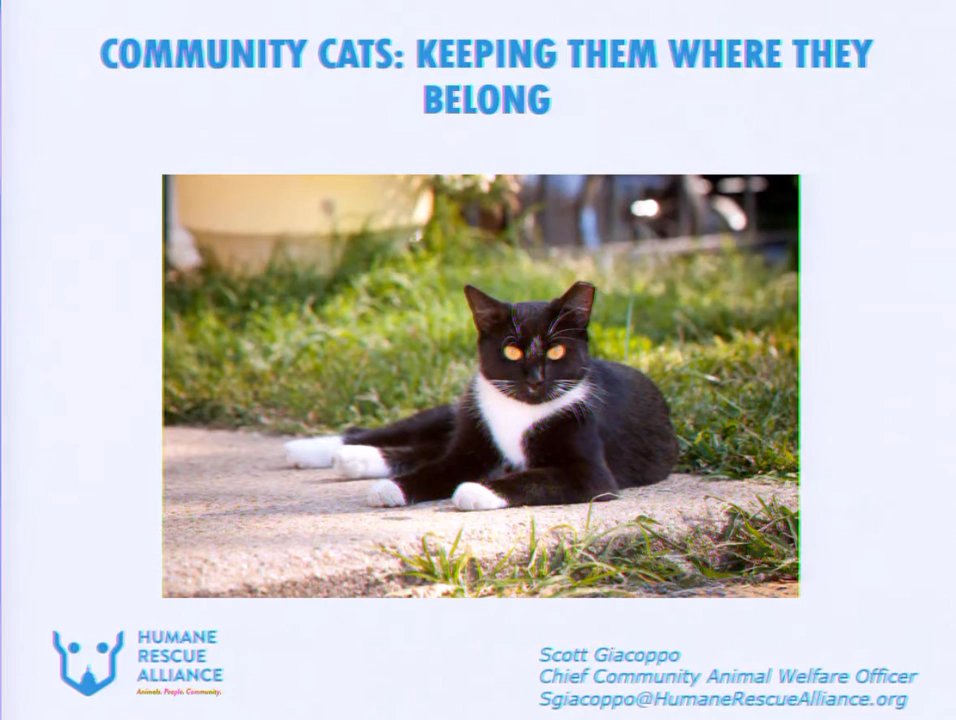 COMMUNITY CATS: KEEPING THEM WHERE THEY
BELONG
HUMANE
RESCUE
ALLIANCE
Animals. People. Community.
Scott Giacoppo
Chief Community Animal Welfare Officer
Sgiacoppo@HumaneRescueAlliance.org